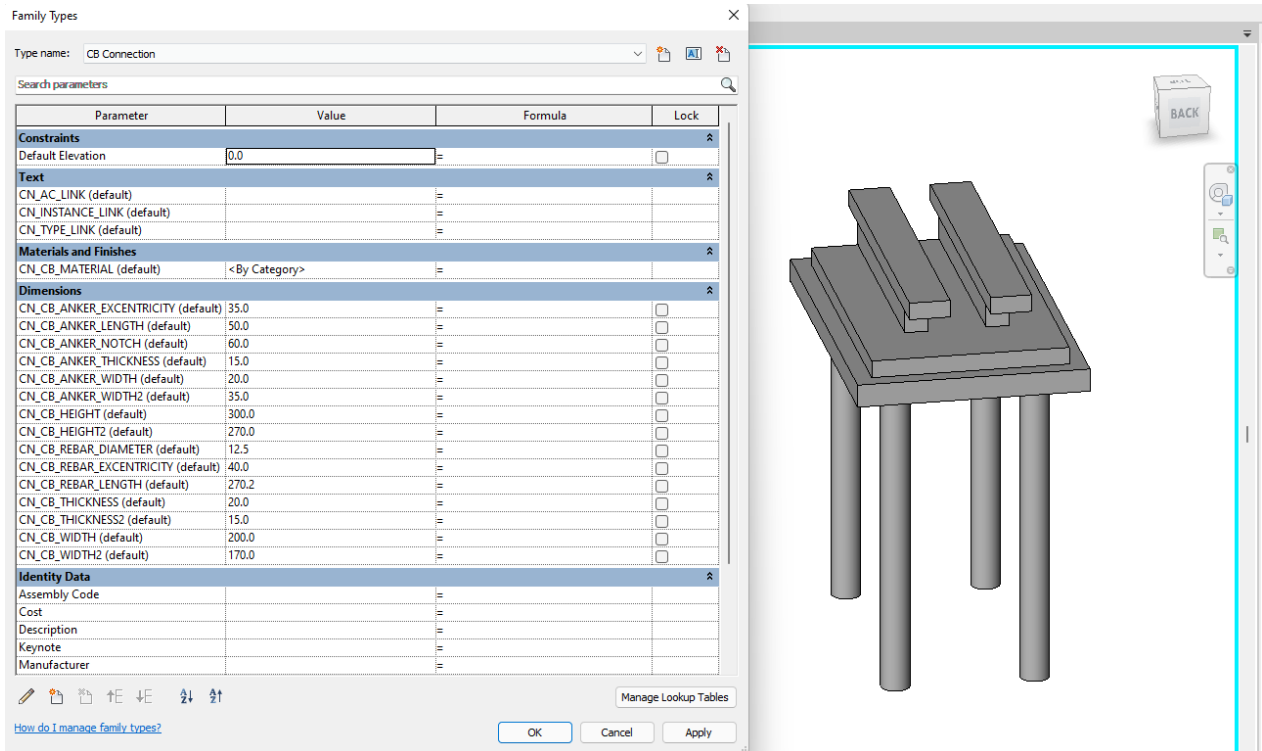 Family Types
Type name: CB Connection
Search parameters
Parameter Value Formula Lock
Constraints
Default Elevation 0.0 =
Text
CN_AC_LINK (default) =
CN_INSTANCE_LINK (default) =
CN_TYPE_LINK (default) =
Materials and Finishes
CN_CB_MATERIAL (default) <By Category> =
Dimensions
CN_CB_ANKER_EXCENTRICITY (default) 35.0 =
CN_CB_ANKER_LENGTH (default) 50.0 =
CN_CB_ANKER_NOTCH (default) 60.0 =
CN_CB_ANKER_THICKNESS (default) 15.0 =
CN_CB_ANKER_WIDTH (default) 20.0 =
CN_CB_ANKER_WIDTH2 (default) 35.0 =
CN_CB_HEIGHT (default) 300.0 =
CN_CB_HEIGHT2 (default) 270.0 =
CN_CB_REBAR_DIAMETER (default) 12.5 =
CN_CB_REBAR_EXCENTRICITY (default) 40.0 =
CN_CB_REBAR_LENGTH (default) 270.2 =
CN_CB_THICKNESS (default) 20.0 =
CN_CB_THICKNESS2 (default) 15.0 =
CN_CB_WIDTH (default) 200.0 =
CN_CB_WIDTH2 (default) 170.0 =
Identity Data
Assembly Code =
Cost =
Description =
Keynote =
Manufacturer =
Manage Lookup Tables
How do I manage family types?
OK Cancel Apply
BACK